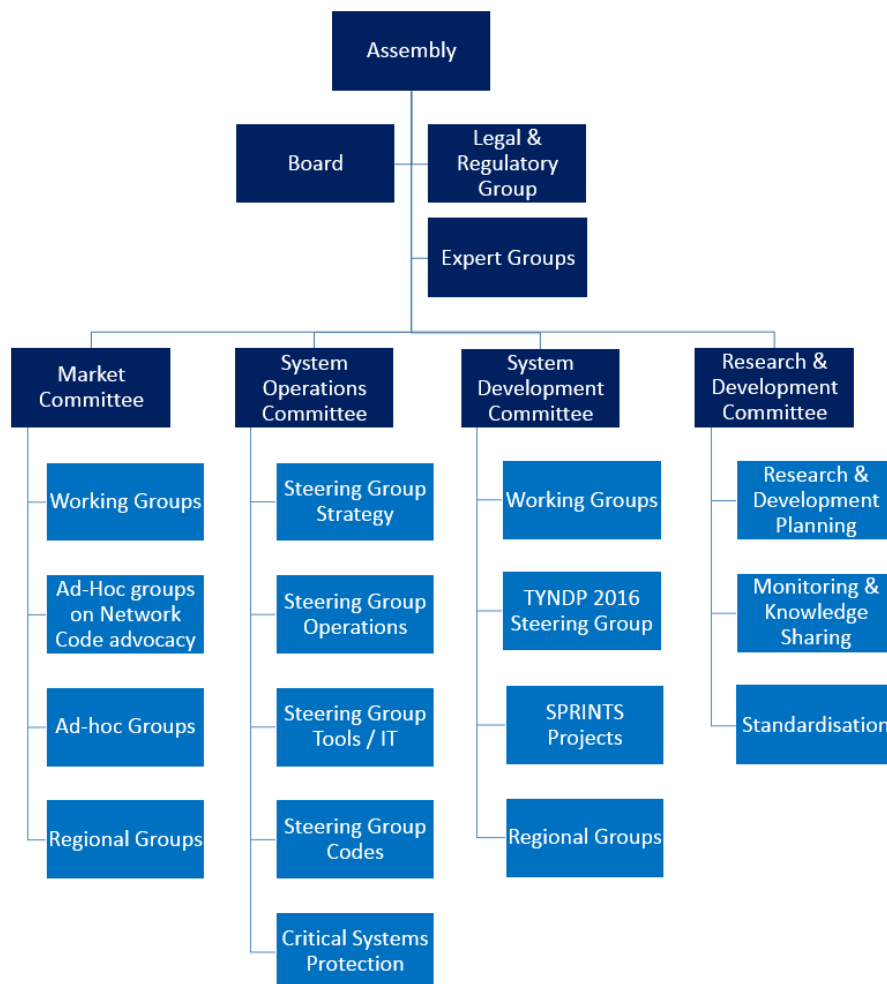 Assembly
Board
Legal &
Regulatory
Group
Expert Groups
Market
Committee
System
Operations
Committee
System
Development
Committee
Research &
Development
Committee
Working Groups
Ad-Hoc groups
on Network
Code advocacy
Ad-hoc Groups
Regional Groups
Steering Group
Strategy
Steering Group
Operations
Steering Group
Tools / IT
Steering Group
Codes
Critical Systems
Protection
Working Groups
TYNDP 2016
Steering Group
SPRINTS
Projects
Regional Groups
Research &
Development
Planning
Monitoring &
Knowledge
Sharing
Standardisation